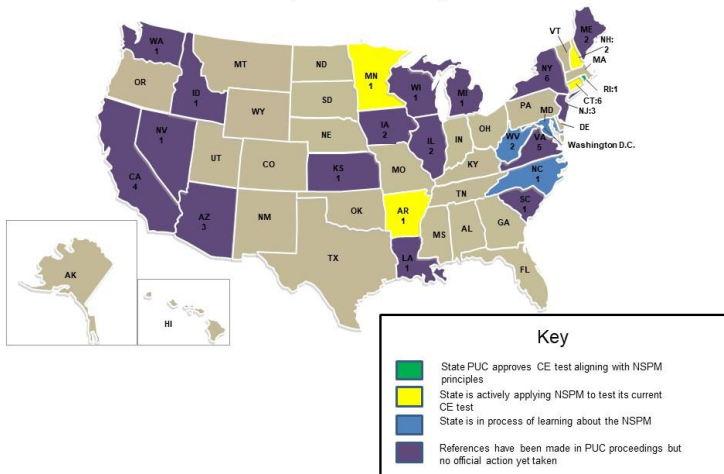 WA
1
OR
CA
4
NV
1
ID
1
MT
WY
UT
AZ
3
CO
NM
ND
SD
NE
KS
1
OK
TX
MN
1
IA
2
MO
AR
1
LA
1
WI
1
IL
2
MI
1
IN
OH
KY
TN
MS
AL
GA
FL
SC
1
NC
1
WV
2
VA
5
PA
MD
NY
6
VT
ME
2
NH:
2
MA
RI:1
CT:6
NJ:3
DE
Washington D.C.
AK
HI
Key
State PUC approves CE test aligning with NSPM
principles
State is actively applying NSPM to test its current
CE test
State is in process of learning about the NSPM
References have been made in PUC proceedings but
no official action yet taken